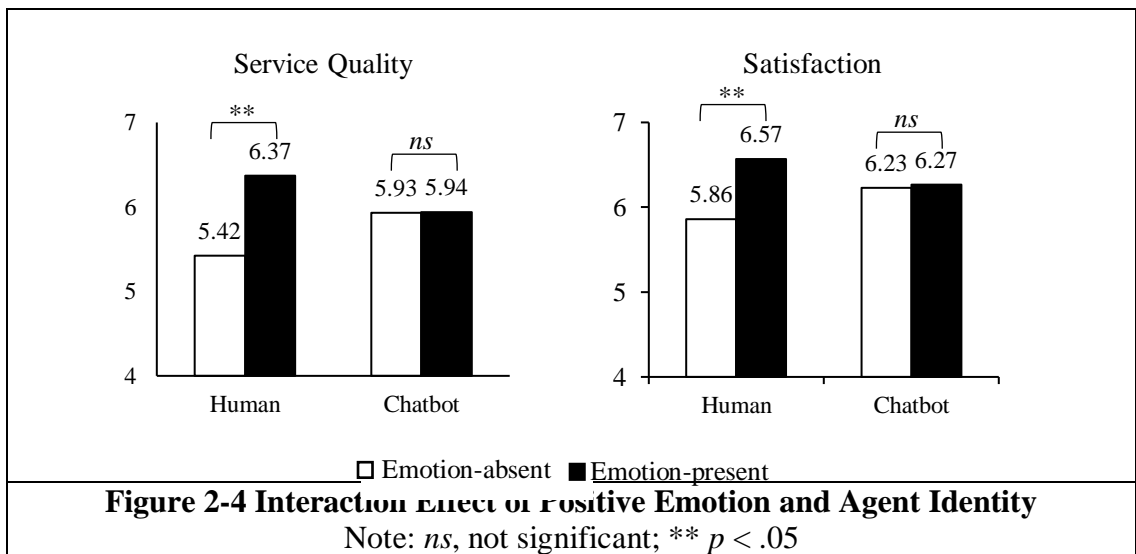 Service Quality
Satisfaction
**
6.37
5.42
ns
5.93 5.94
7
6
5
4
Human Chatbot
**
6.57
5.86
ns
6.23 6.27
7
6
5
4
Human Chatbot
Emotion-absent Emotion-present
Figure 2-4 Interaction Effect of Positive Emotion and Agent Identity
Note: ns, not significant; ** p < .05